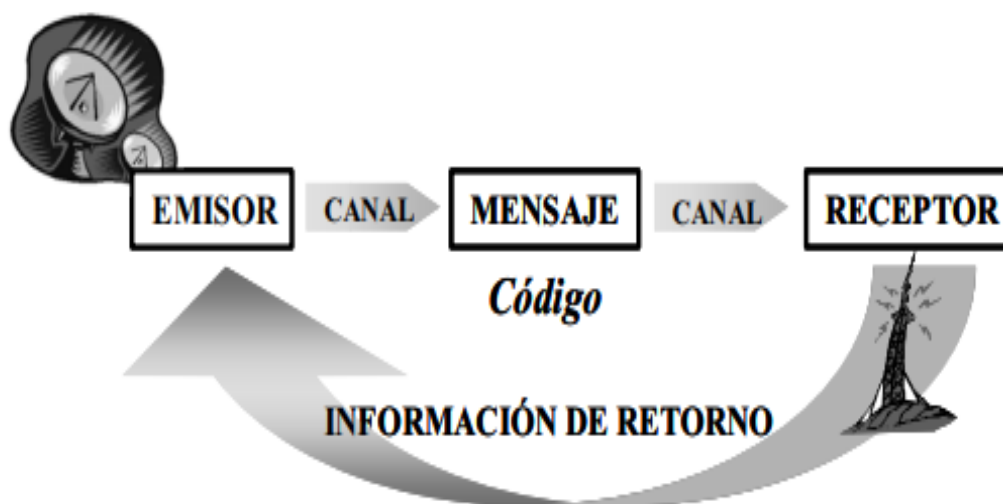 EMISOR
CANAL
MENSAJE
CANAL
RECEPTOR
Código
INFORMACIÓN DE RETORNO